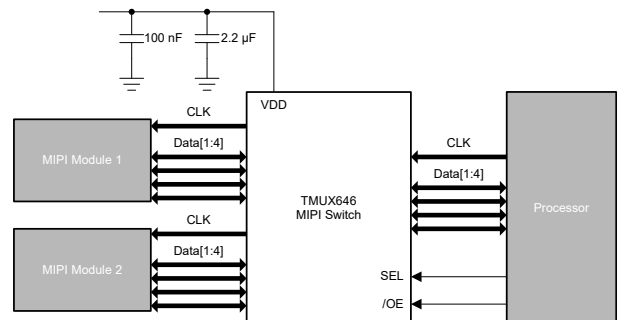 100 nF
2.2 µF
VDD
CLK
Data[1:4]
MIPI Module 1
CLK
Data[1:4]
MIPI Module 2
TMUX646
MIPI Switch
CLK
Data[1:4]
SEL
/OE
Processor